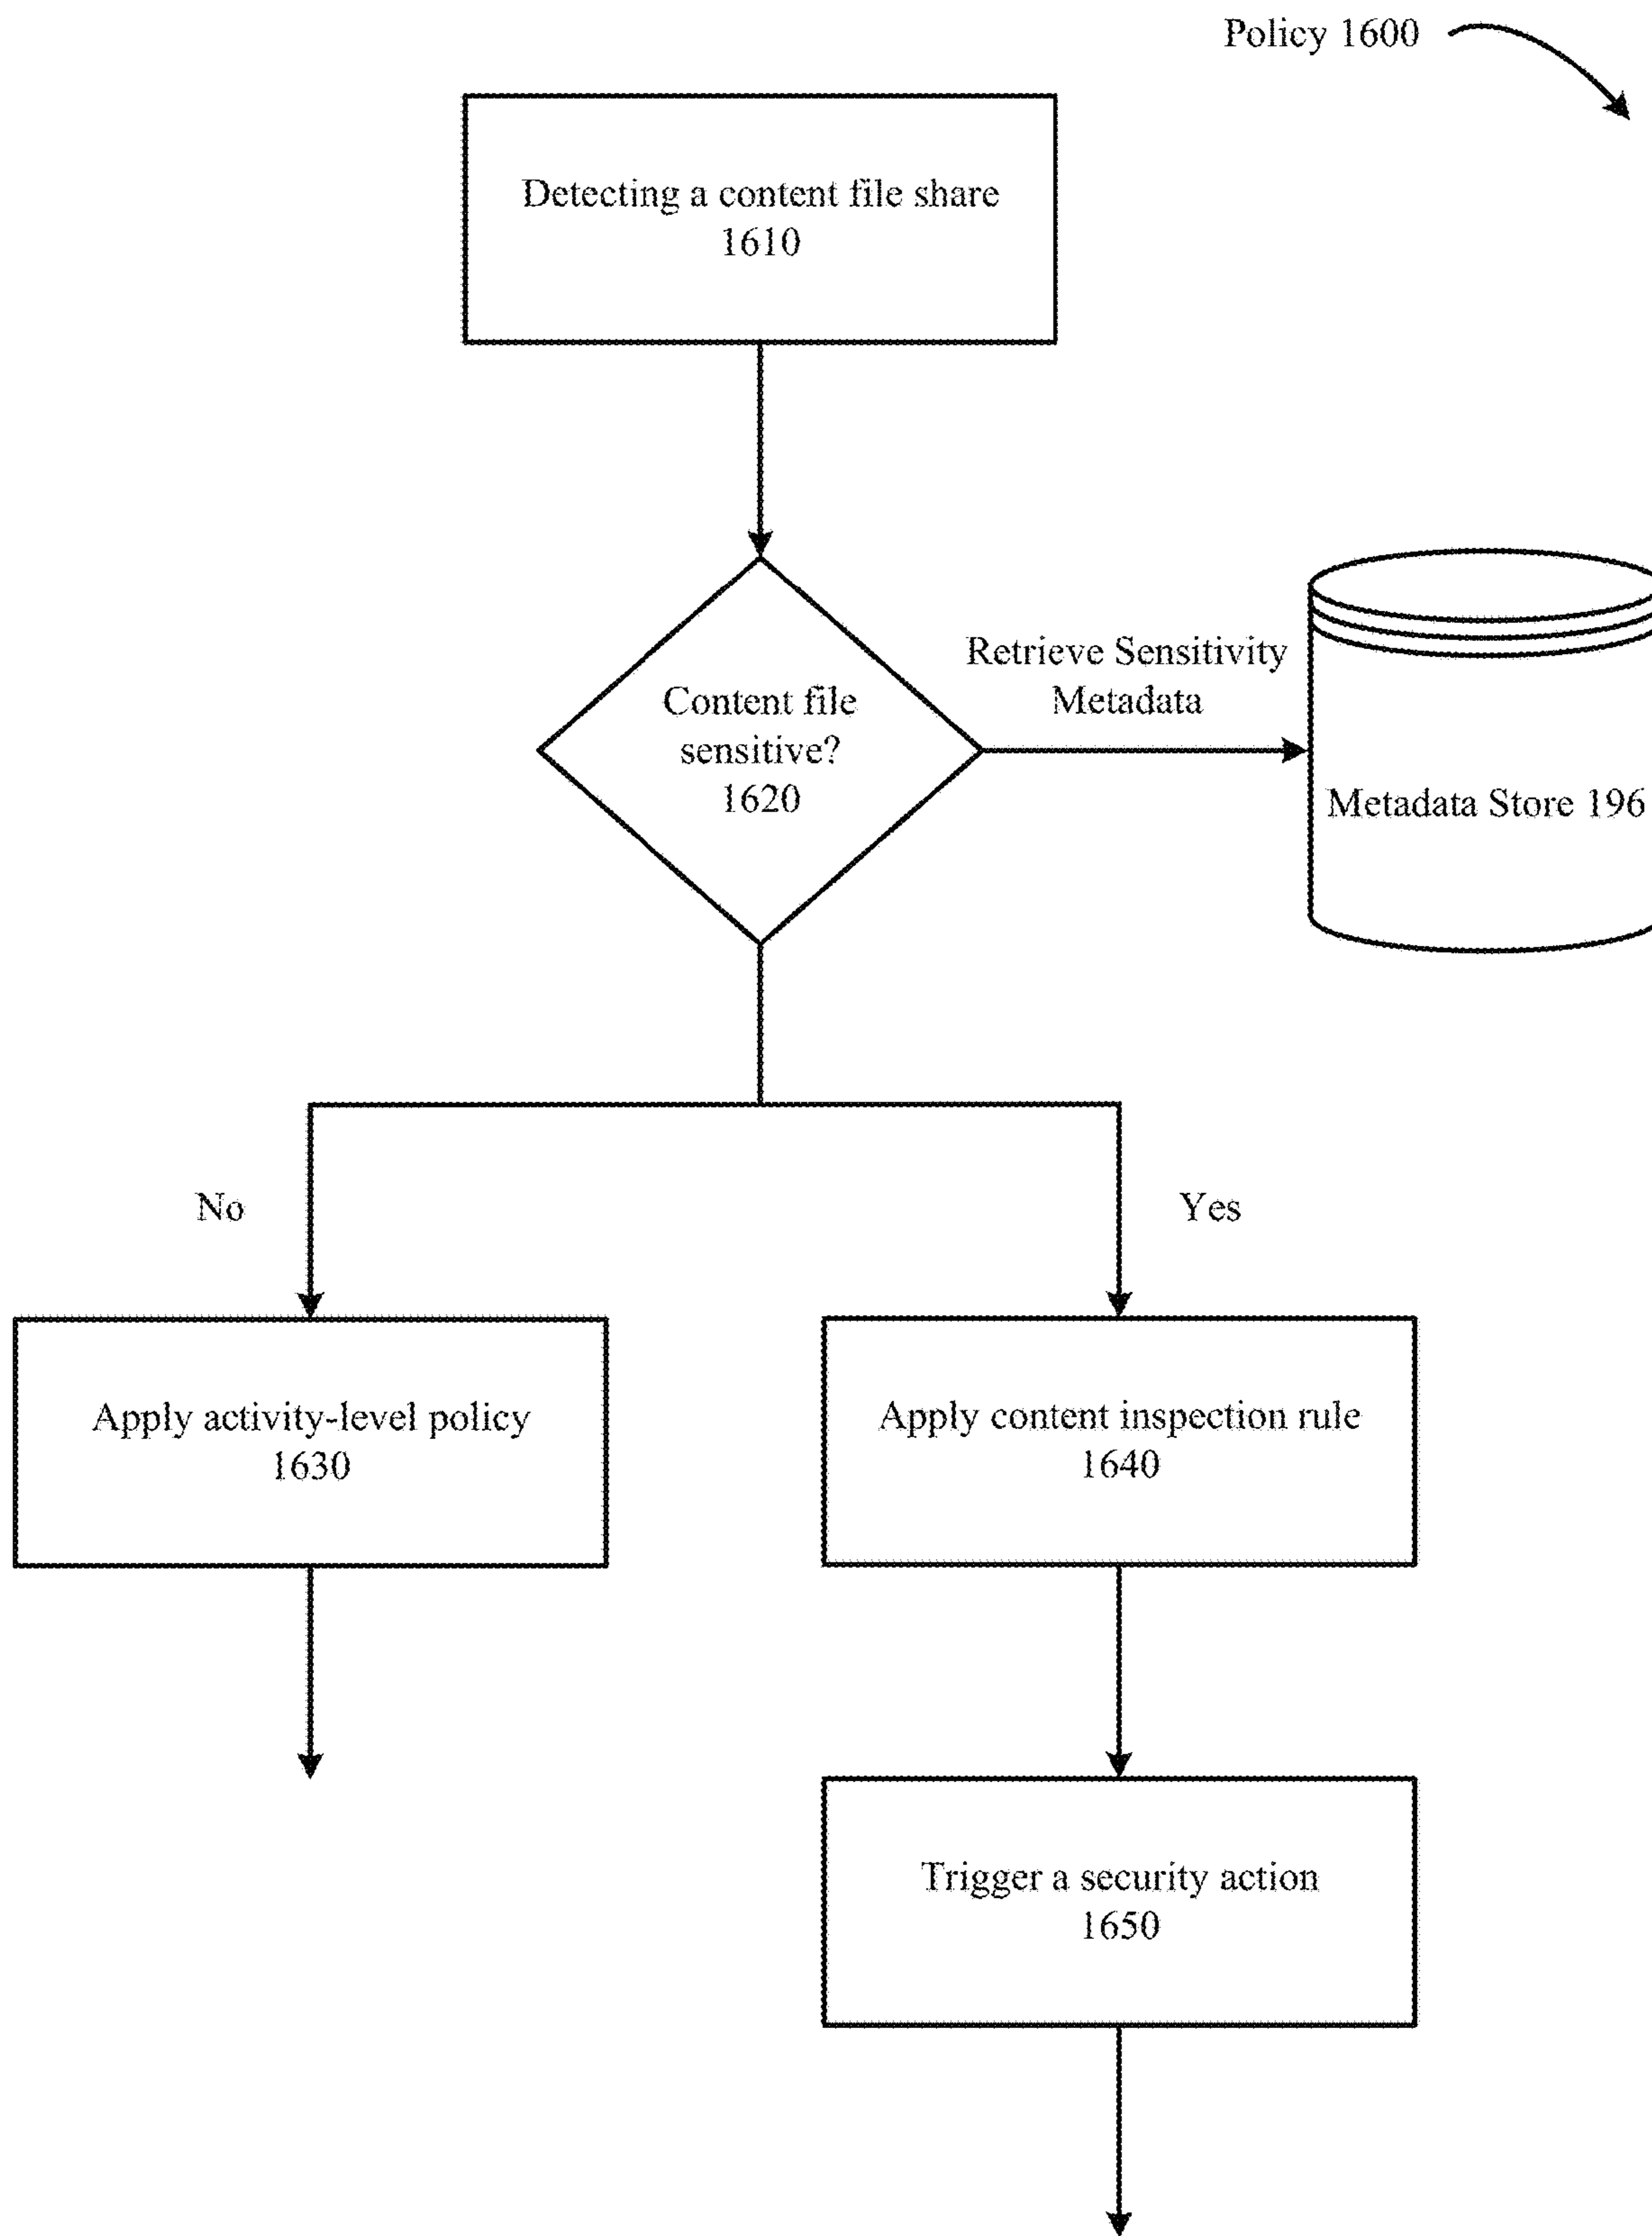 Policy 1600
Detecting a content file share
1610
Retrieve Sensitivity
Metadata
Content file
sensitive?
1620
Metadata Store 196
No
Yes
Apply activity-level policy
1630
Apply content inspection rule
1640
Trigger a security action
1650